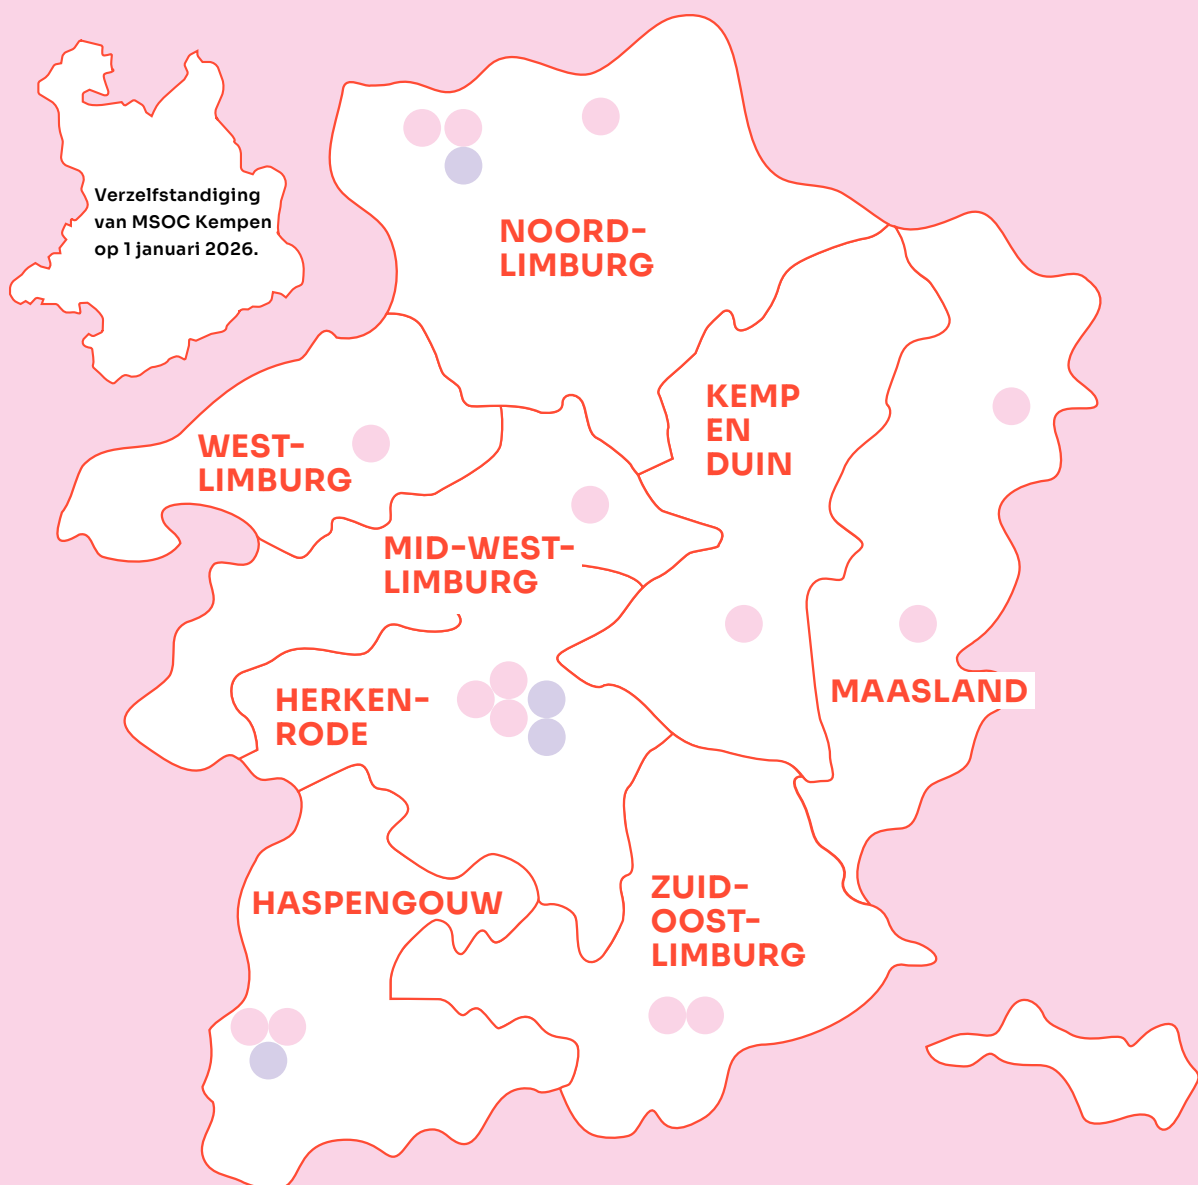 Verzelfstandiging
van MSOC Kempen
op 1 januari 2026.
NOORD-
LIMBURG
KEMP
EN
DUIN
WEST-
LIMBURG
MID-WEST-
LIMBURG
HERKEN-
RODE
MAASLAND
HASPENGOUW
ZUID-
OOST-
LIMBURG